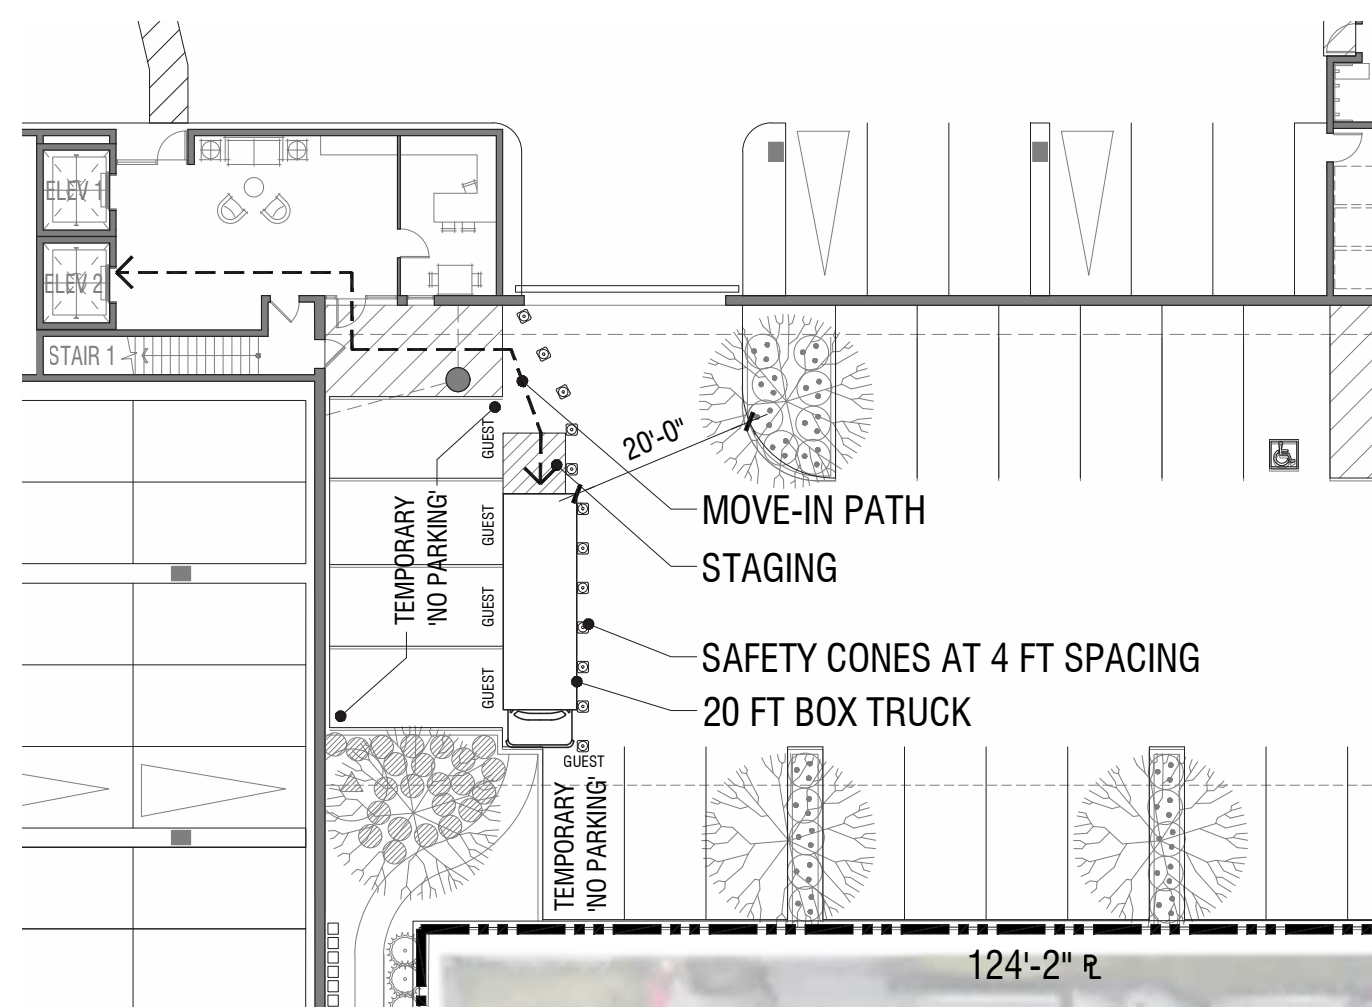 ELEV 1
ELEV 2
STAIR 1
GUEST
20'-0"
MOVE-IN PATH
TEMPORARY
'NO PARKING'
GUEST
STAGING
GUEST
SAFETY CONES AT 4 FT SPACING
GUEST
20 FT BOX TRUCK
GUEST
TEMPORARY
'NO PARKING'
124'-2" PL